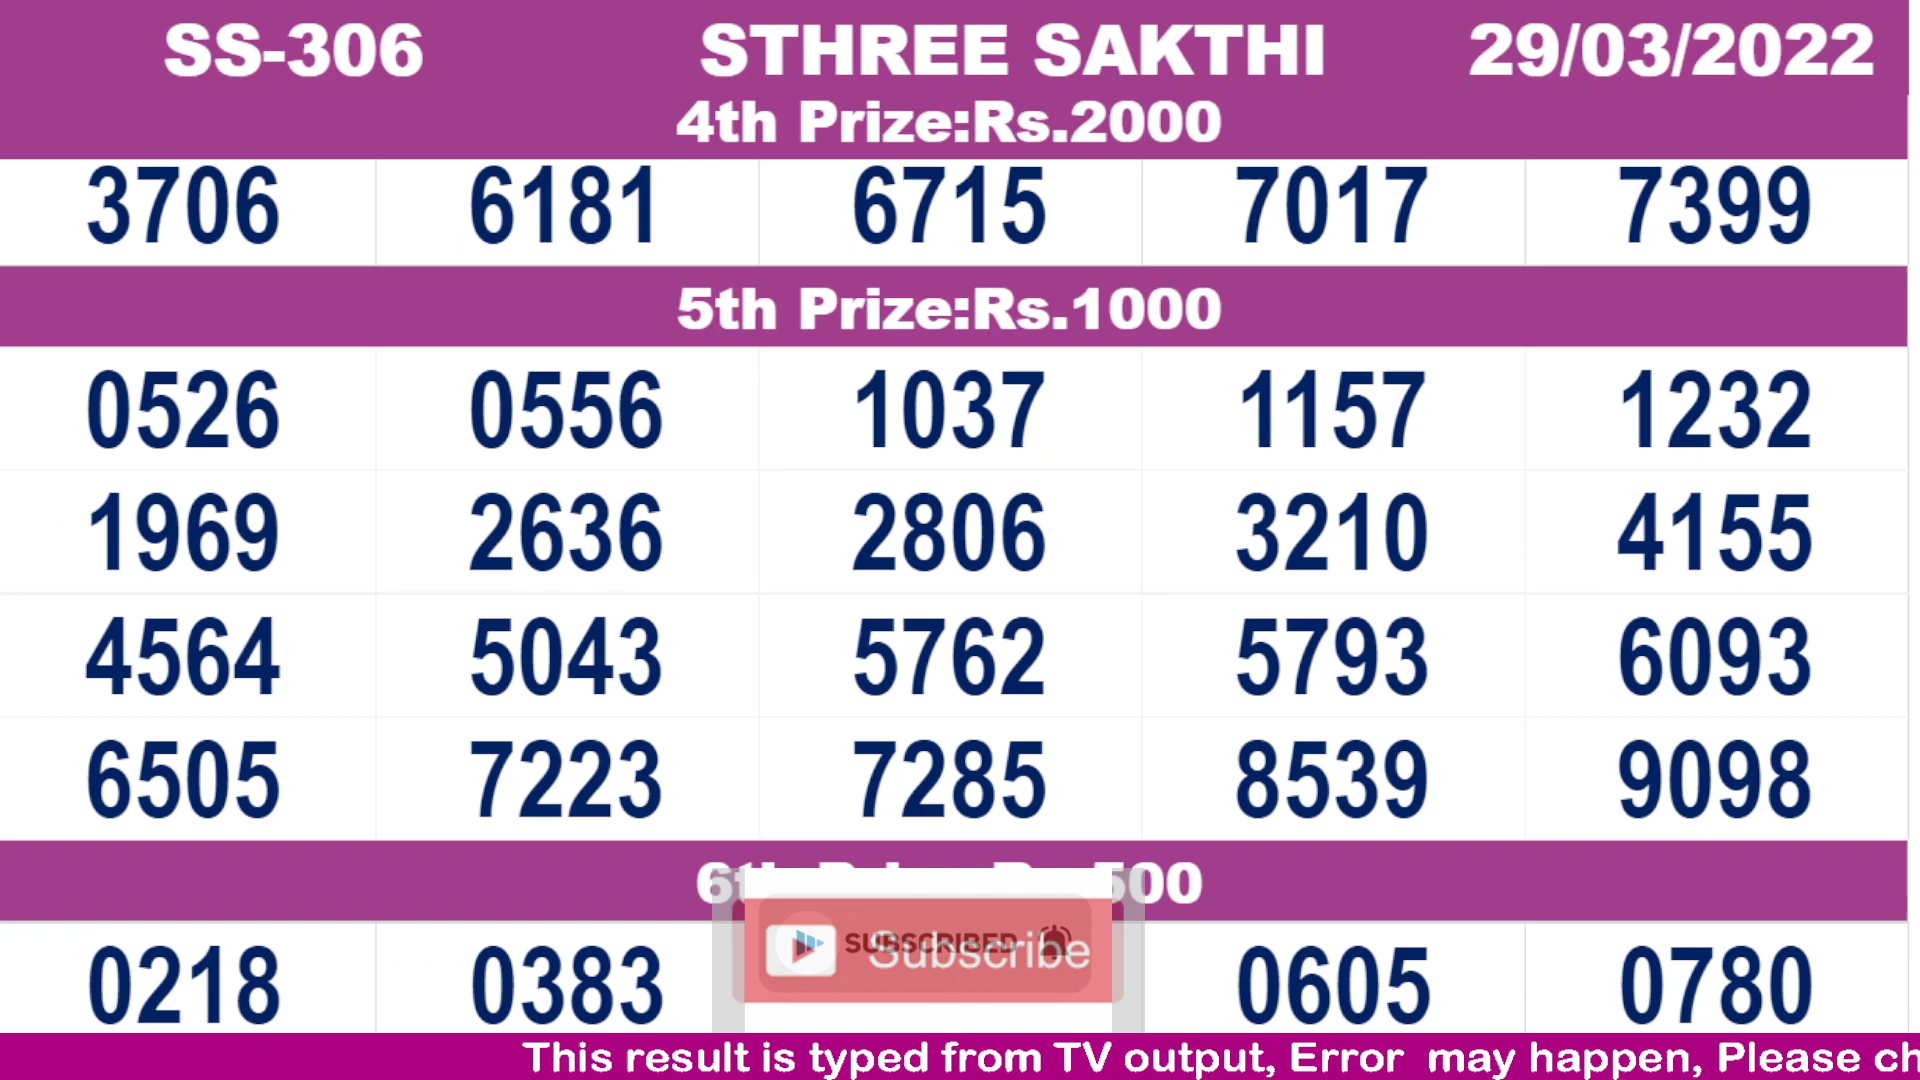 SS-306 STHREE SAKTHI 29/03/2022
4th Prize:Rs.2000
3706 6181 6715 7017 7399
5th Prize:Rs.1000
0526 0556 1037 1157 1232
1969 2636 2806 3210 4155
4564 5043 5762 5793 6093
6505 7223 7285 8539 9098
500
0218 0383 0605 0780
SUBSCRIBED
Subscribe
This result is typed from TV output, Error may happen, Please ch